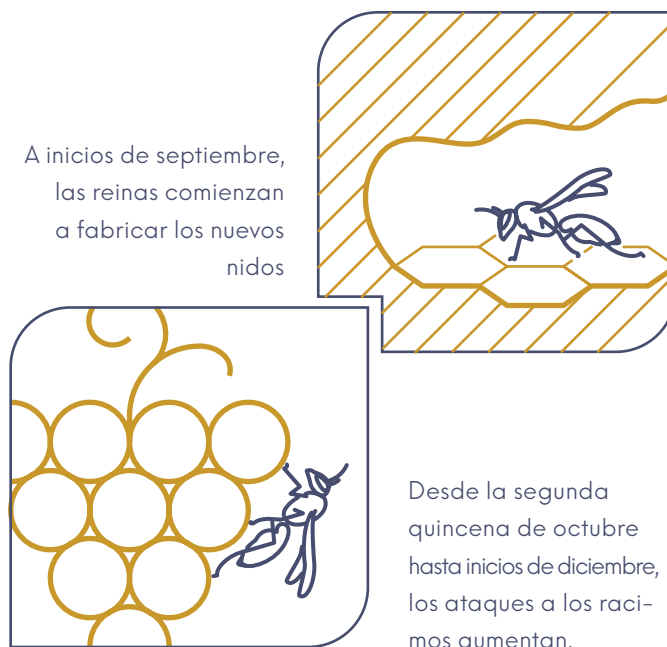 A inicios de septiembre,
las reinas comienzan
a fabricar los nuevos
nidos
Desde la segunda
quincena de octubre
hasta inicios de diciembre,
los ataques a los raci-
mos aumentan.